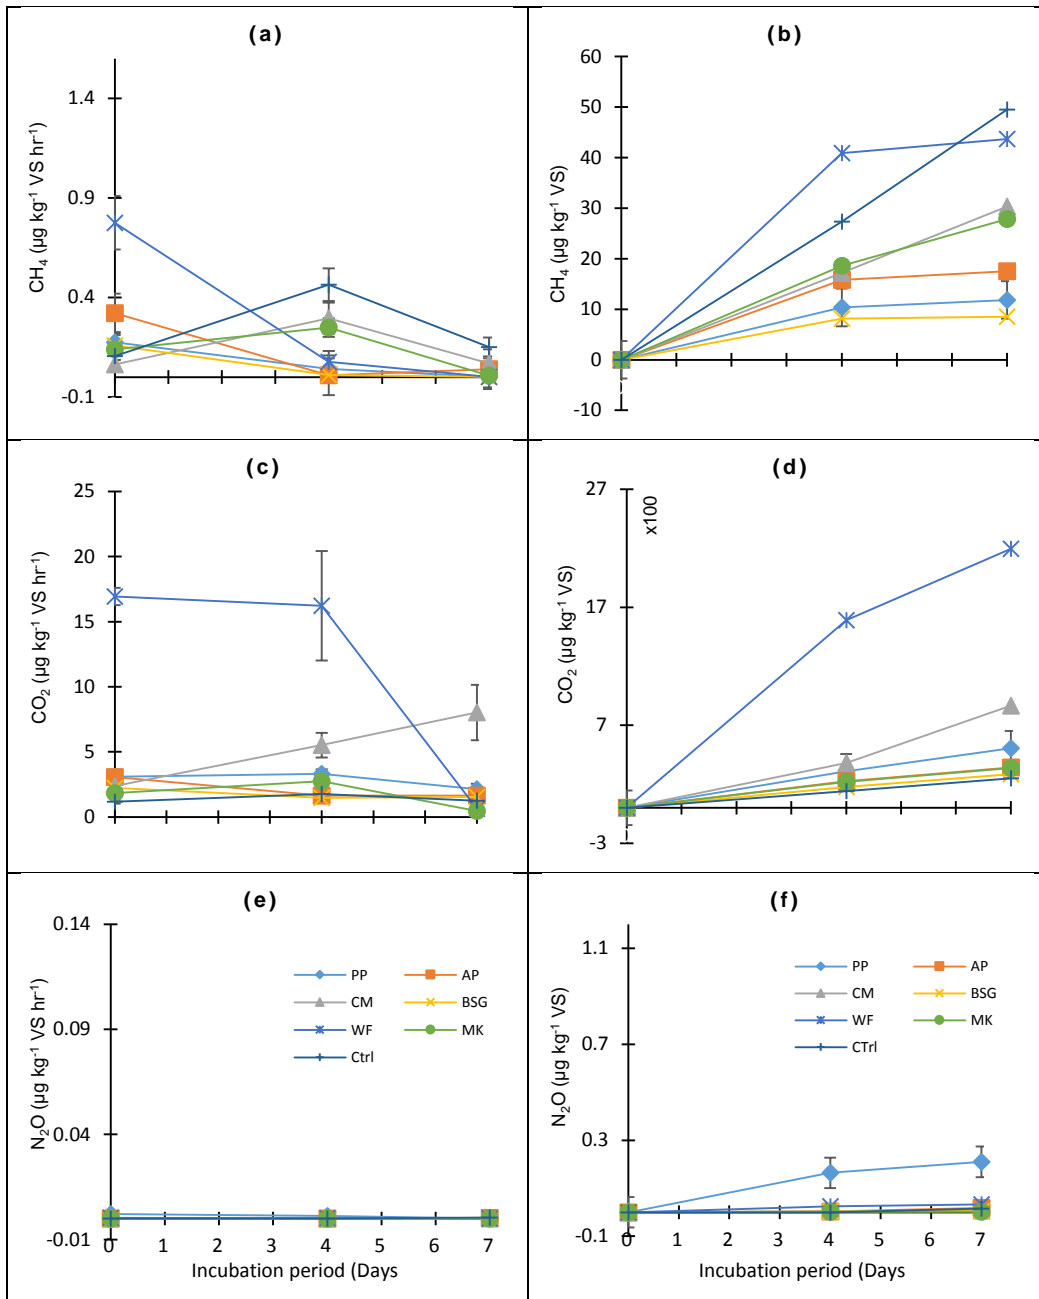 (a)
CH4 (µg kg-1 VS hr-1)
1.4
0.9
0.4
-0.1
(b)
CH4 (µg kg-1 VS)
60
50
40
30
20
10
0
-10
(c)
CO2 (µg kg-1 VS hr-1)
25
20
15
10
5
0
(d)
CO2 (µg kg-1 VS)
x100
27
17
7
-3
(e)
N2O (µg kg-1 VS hr-1)
0.14
0.09
0.04
-0.01
PP AP
CM BSG
WF MK
Ctrl
0 1 2 3 4 5 6 7
Incubation period (Days
(f)
N2O (µg kg-1 VS)
1.1
0.7
0.3
-0.1
PP AP
CM BSG
WF MK
CTrl
0 1 2 3 4 5 6 7
Incubation period (Days